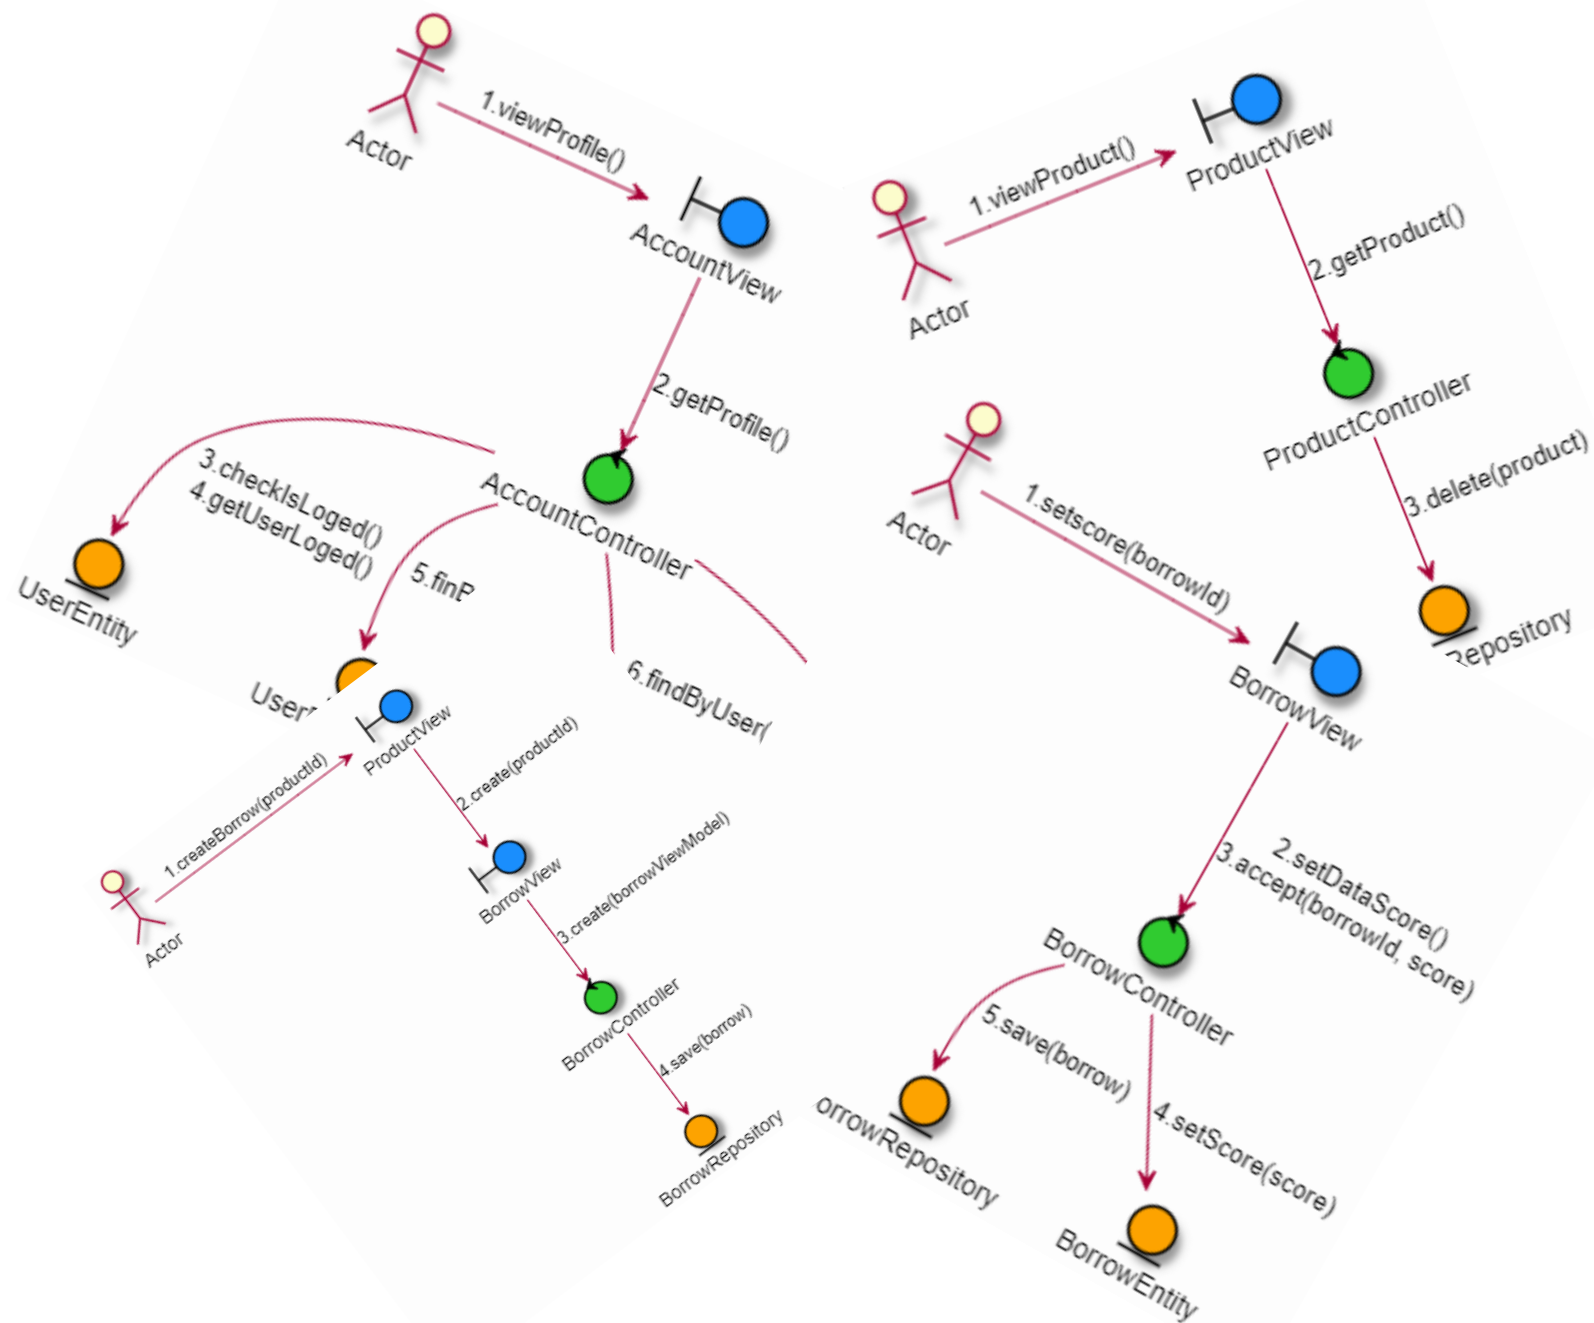 1.viewProfile()
Actor
AccountView
2.getProfile()
3.checkIsLoged()
4.getUserLoged()
AccountController
5.fin
UserEntity
User
6.findByUser(
1.viewProduct()
ProductView
Actor
2.getProduct()
ProductController
3.delete(product)
Repository
Actor
1.setscore(borrowId)
BorrowView
2.setDataScore()
3.accept(borrowId, score)
BorrowController
5.save(borrow)
4.setScore(score)
orrowRepository
BorrowEntity
ProductView
1.createBorrow(productId)
2.create(productId)
Actor
BorrowView
3.create(borrowViewModel)
BorrowController
4.save(borrow)
BorrowRepository